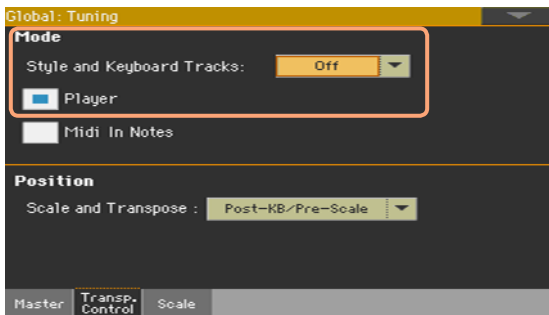 Global: Tuning
Mode
Style and Keyboard Tracks: Off
Player
Midi In Notes
Position
Scale and Transpose : Post-KB/Pre-Scale
Master Transp. Control Scale